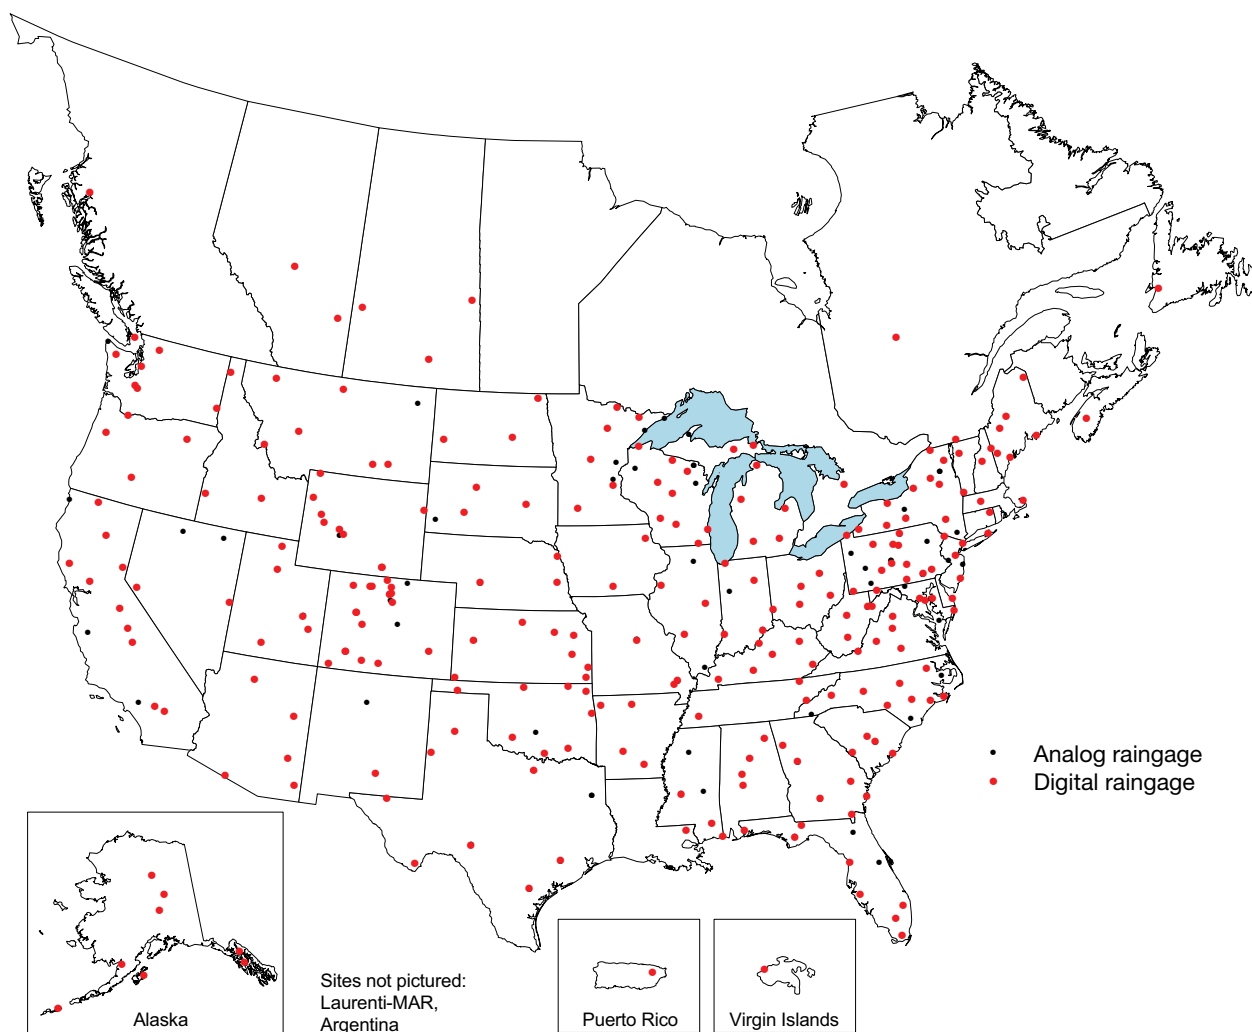 Analog raingage
Digital raingage
Sites not pictured:
Laurenti-MAR,
Argentina
Alaska
Puerto Rico
Virgin Islands